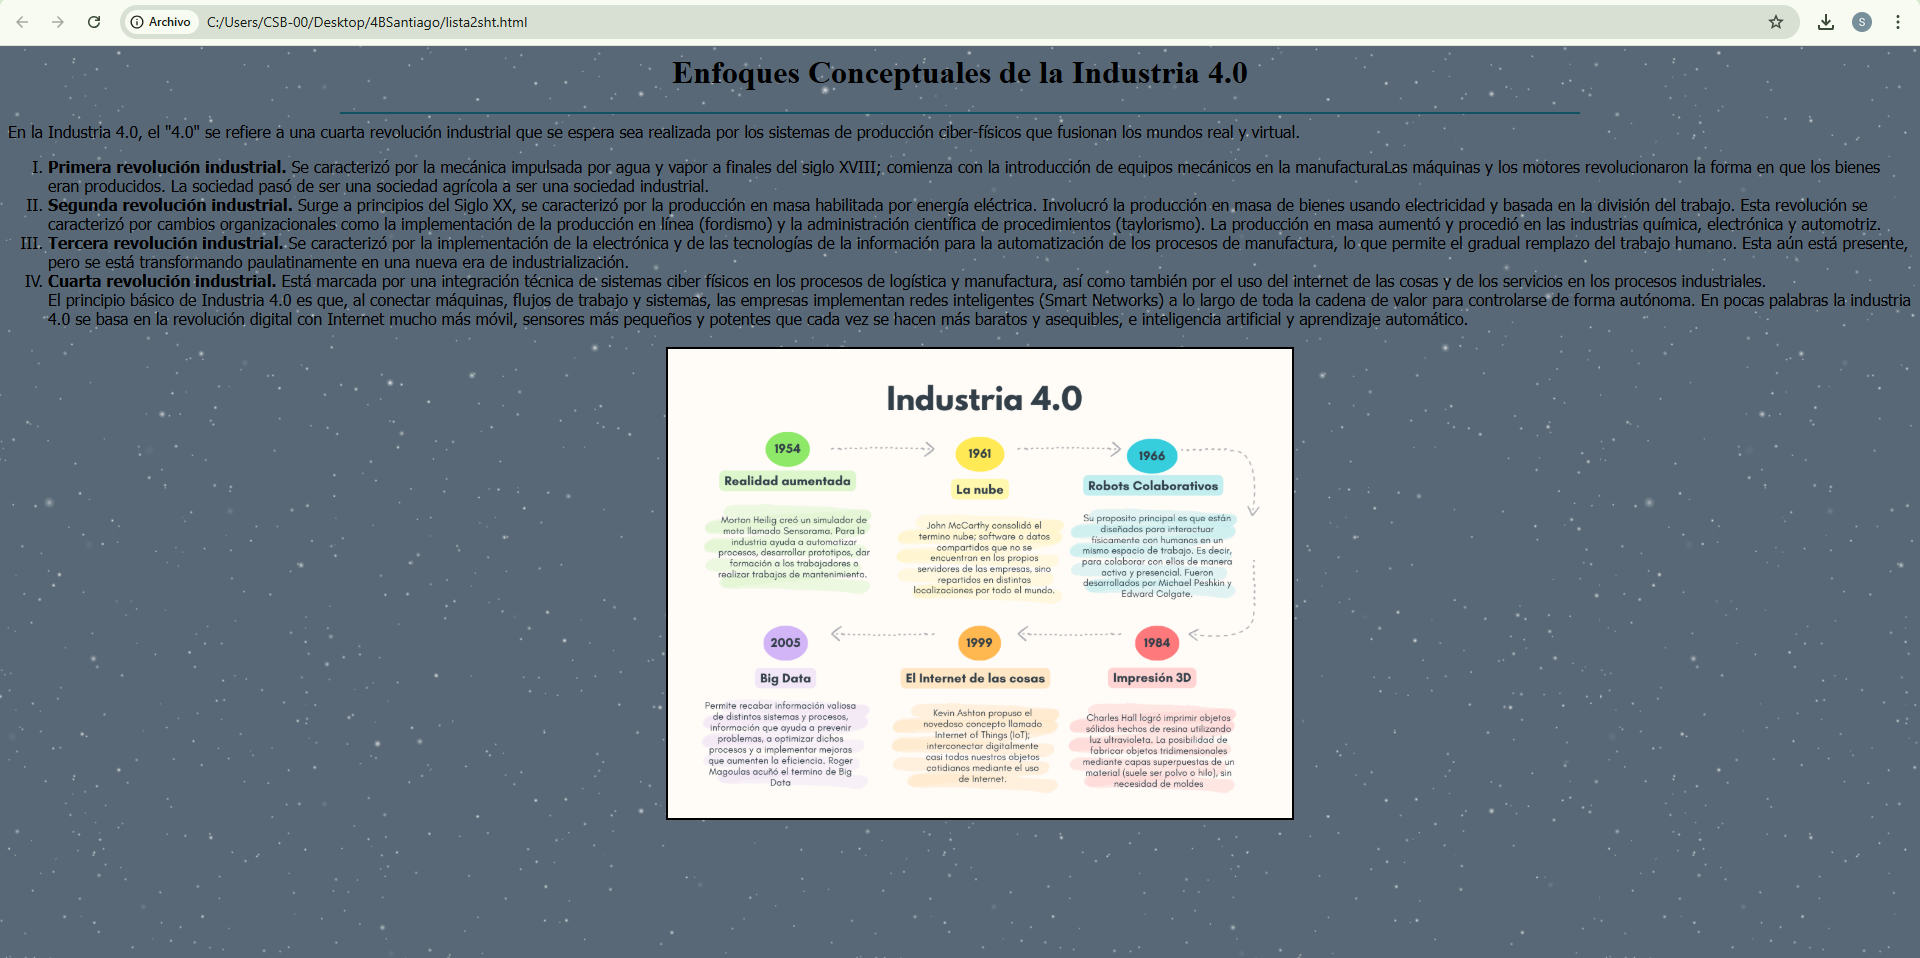 Archivo
C:/Users/CSB-00/Desktop/4BSantiago/lista2sht.html
S
Enfoques Conceptuales de la Industria 4.0
En la Industria 4.0, el "4.0" se refiere a una cuarta revolución industrial que se espera sea realizada por los sistemas de producción ciber-físicos que fusionan los mundos real y virtual.
I. Primera revolución industrial. Se caracterizó por la mecánica impulsada por agua y vapor a finales del siglo XVIII; comienza con la introducción de equipos mecánicos en la manufacturaLas máquinas y los motores revolucionaron la forma en que los bienes
eran producidos. La sociedad pasó de ser una sociedad agrícola a ser una sociedad industrial.
II. Segunda revolución industrial. Surge a principios del Siglo XX, se caracterizó por la producción en masa habilitada por energía eléctrica. Involucró la producción en masa de bienes usando electricidad y basada en la división del trabajo. Esta revolución se
caracterizó por cambios organizacionales como la implementación de la producción en línea (fordismo) y la administración científica de procedimientos (taylorismo). La producción en masa aumentó y procedió en las industrias química, electrónica y automotriz.
III. Tercera revolución industrial. Se caracterizó por la implementación de la electrónica y de las tecnologías de la información para la automatización de los procesos de manufactura, lo que permite el gradual remplazo del trabajo humano. Esta aún está presente,
pero se está transformando paulatinamente en una nueva era de industrialización.
IV. Cuarta revolución industrial. Está marcada por una integración técnica de sistemas ciber físicos en los procesos de logística y manufactura, así como también por el uso del internet de las cosas y de los servicios en los procesos industriales.
El principio básico de Industria 4.0 es que, al conectar máquinas, flujos de trabajo y sistemas, las empresas implementan redes inteligentes (Smart Networks) a lo largo de toda la cadena de valor para controlarse de forma autónoma. En pocas palabras la industria
4.0 se basa en la revolución digital con Internet mucho más móvil, sensores más pequeños y potentes que cada vez se hacen más baratos y asequibles, e inteligencia artificial y aprendizaje automático.
Industria 4.0
1954
Realidad aumentada
Morton Heilig creó un simulador de
moto llamado Sensorama. Para la
industria ayuda a automatizar
procesos, desarrollar prototipos, dar
formación a los trabajadores o
realizar trabajos de mantenimiento.
1961
La nube
John McCarthy consolidó el
termino nube; software o datos
compartidos que no se
encuentran en los propios
servidores de las empresas, sino
repartidos en distintas
localizaciones por todo el mundo.
1966
Robots Colaborativos
Su proposito principal es que están
diseñados para interactuar
físicamente con humanos en un
mismo espacio de trabajo. Es decir,
para colaborar con ellos de manera
activa y presencial. Fueron
desarrollados por Michael Peshkin y
Edward Colgate.
2005
Big Data
Permite recabar información valiosa
de distintos sistemas y procesos,
información que ayuda a prevenir
problemas, a optimizar dichos
procesos y a implementar mejoras
que aumenten la eficiencia. Roger
Magoulas acuñó el termino de Big
Data
1999
El Internet de las cosas
Kevin Ashton propuso el
novedoso concepto llamado
Internet of Things (IoT);
interconectar digitalmente
casi todos nuestros objetos
cotidianos mediante el uso
de Internet.
1984
Impresión 3D
Charles Hall logró imprimir objetos
sólidos hechos de resina utilizando
luz ultravioleta. La posibilidad de
fabricar objetos tridimensionales
mediante capas superpuestas de un
material (suele ser polvo o hilo), sin
necesidad de moldes